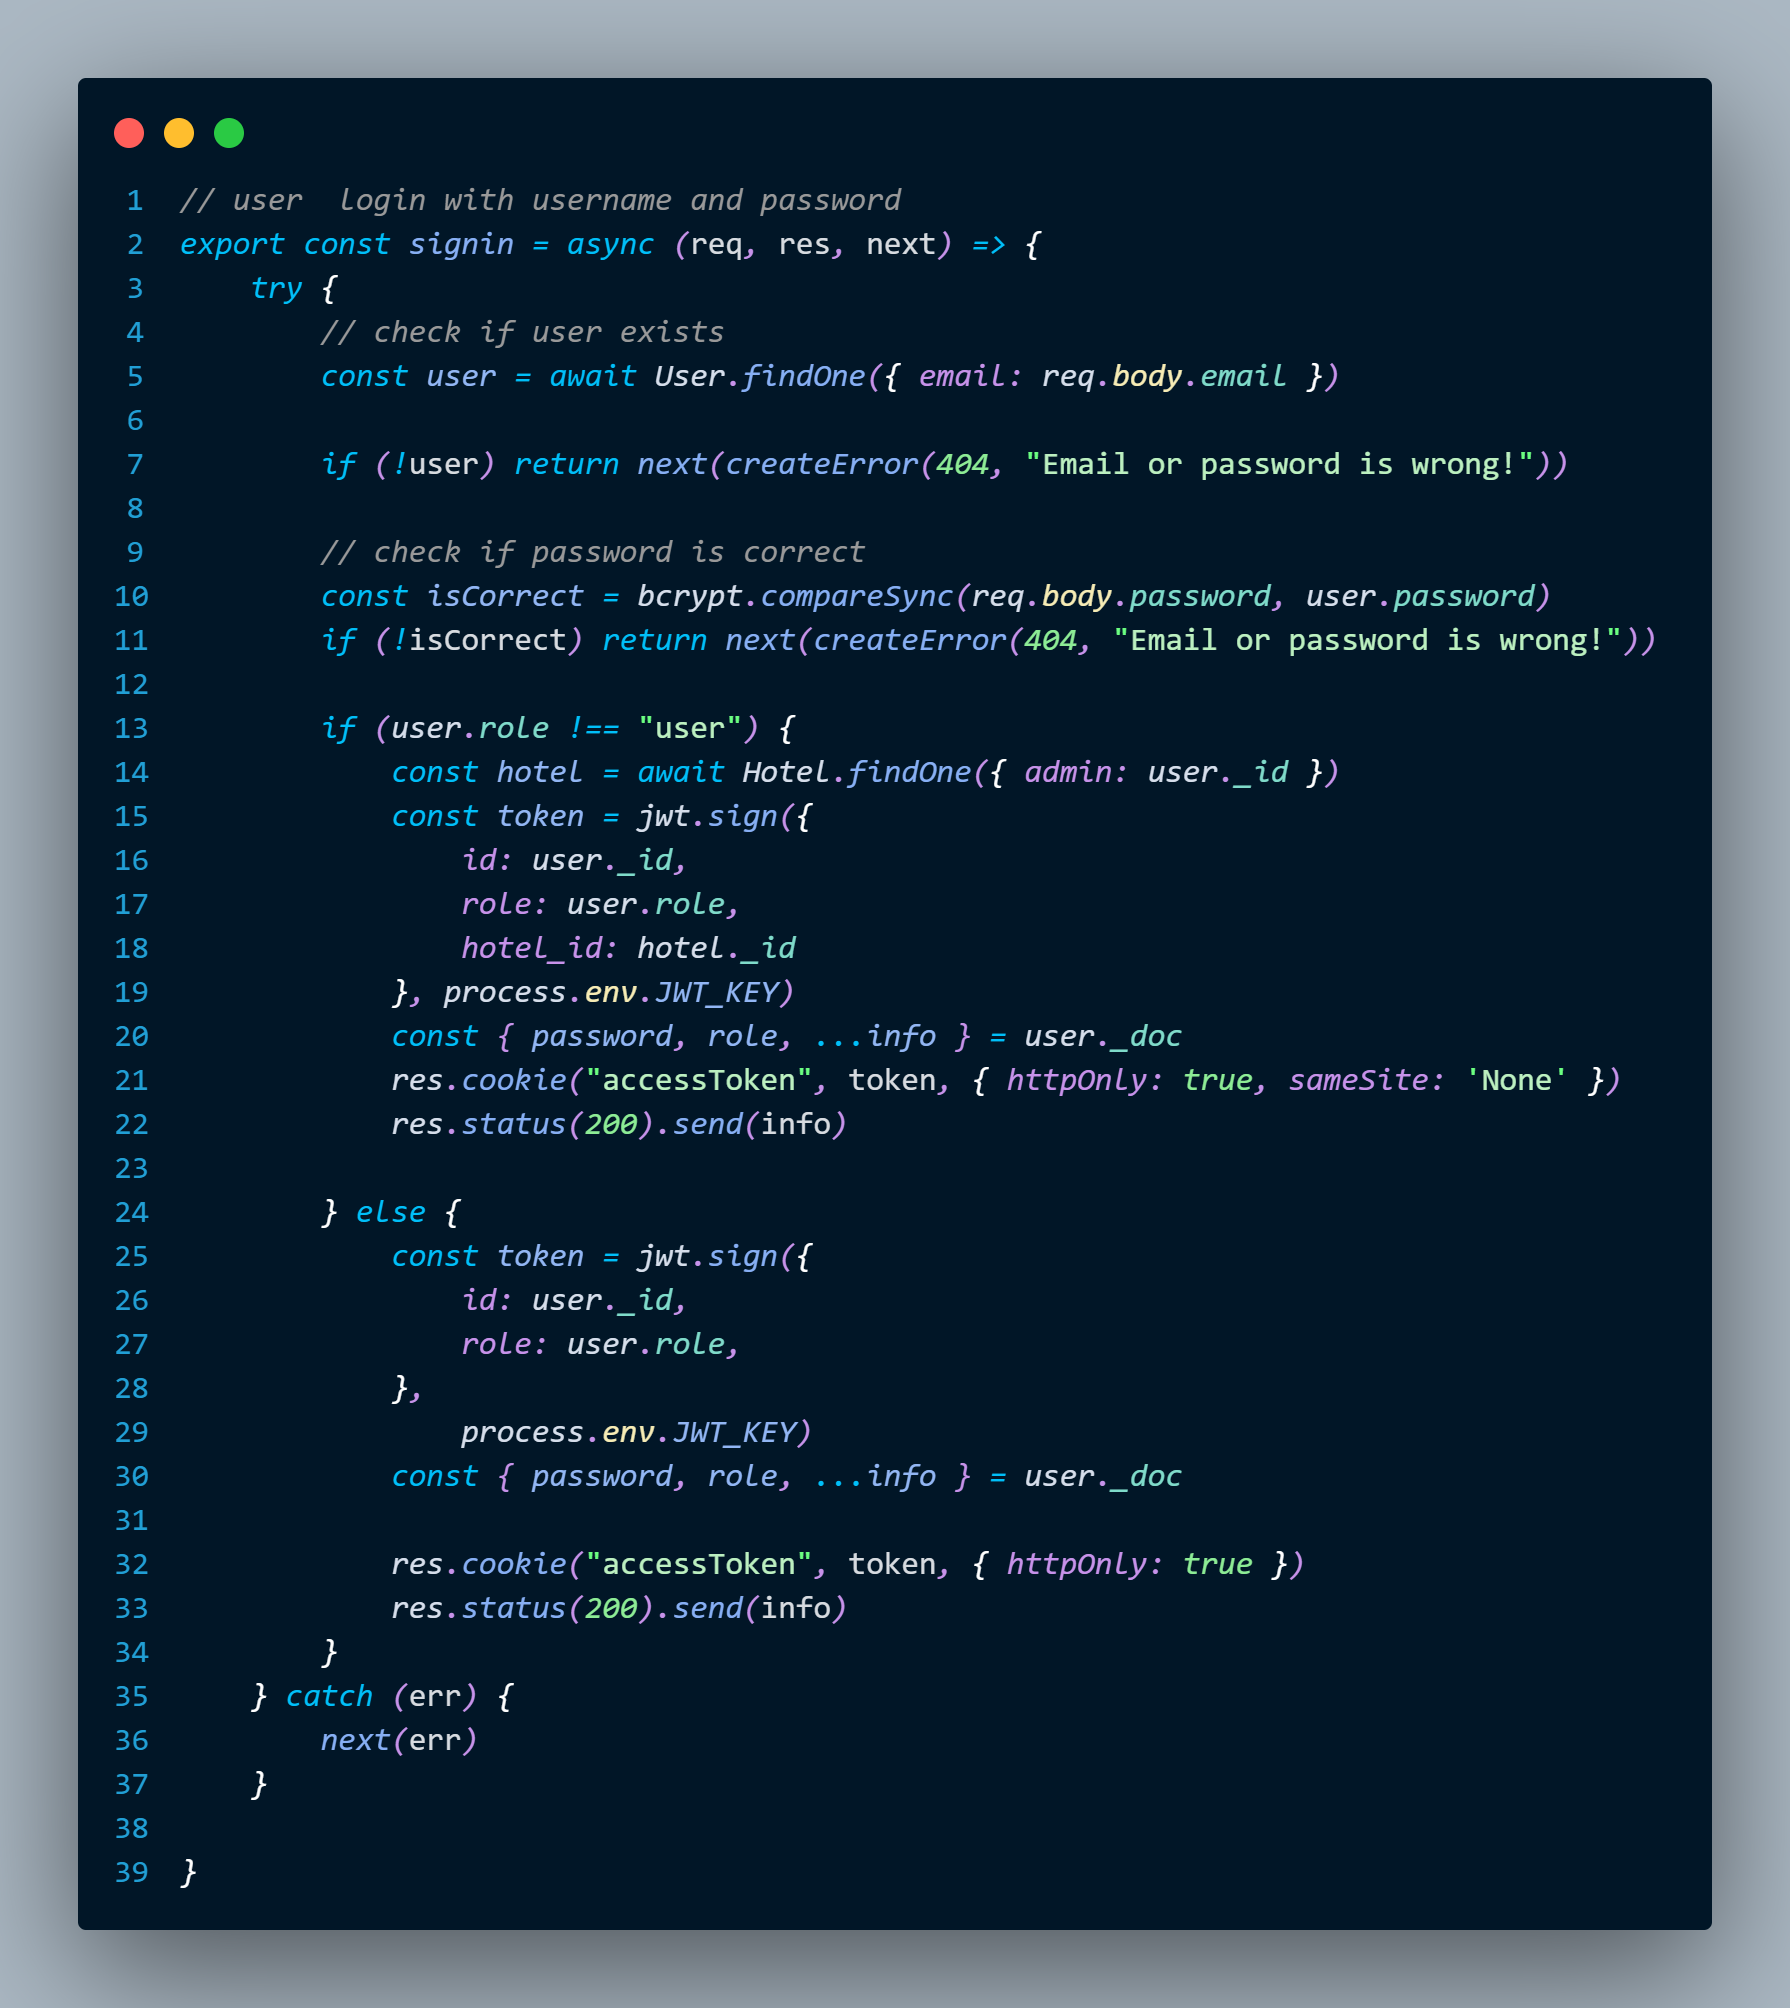 1 // user  login with username and password
2 export const signin = async (req, res, next) => {
3     try {
4         // check if user exists
5         const user = await User.findOne({ email: req.body.email })
6
7         if (!user) return next(createError(404, "Email or password is wrong!"))
8
9         // check if password is correct
10         const isCorrect = bcrypt.compareSync(req.body.password, user.password)
11         if (!isCorrect) return next(createError(404, "Email or password is wrong!"))
12
13         if (user.role !== "user") {
14             const hotel = await Hotel.findOne({ admin: user._id })
15             const token = jwt.sign({
16                 id: user._id,
17                 role: user.role,
18                 hotel_id: hotel._id
19             }, process.env.JWT_KEY)
20             const { password, role, ...info } = user._doc
21             res.cookie("accessToken", token, { httpOnly: true, sameSite: 'None' })
22             res.status(200).send(info)
23
24         } else {
25             const token = jwt.sign({
26                 id: user._id,
27                 role: user.role,
28             },
29                 process.env.JWT_KEY)
30             const { password, role, ...info } = user._doc
31
32             res.cookie("accessToken", token, { httpOnly: true })
33             res.status(200).send(info)
34         }
35     } catch (err) {
36         next(err)
37     }
38
39 }